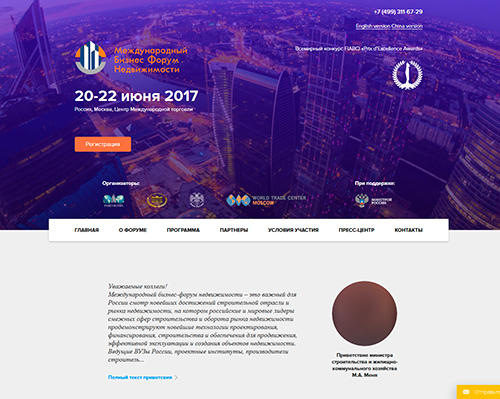 +7 (499) 311-67-29
English version China version
Международный
Бизнес Форум
Недвижимости
Всемирный конкурс FIABCI «Prix d'Excellence Awards»
20-22 июня 2017
Россия, Москва, Центр Международной торговли
Регистрация
Организаторы:
При поддержке:
WORLD TRADE CENTER
MOSCOW
МИНСТРОЙ
РОССИИ
ГЛАВНАЯ О ФОРУМЕ ПРОГРАММА ПАРТНЕРЫ УСЛОВИЯ УЧАСТИЯ ПРЕСС-ЦЕНТР КОНТАКТЫ
Уважаемые коллеги!
Международный бизнес-форум недвижимости – это важный для
России смотр новейших достижений строительной отрасли и
рынка недвижимости, на котором российские и мировые лидеры
смежных сфер строительства и оборота рынка недвижимости
продемонстрируют новейшие технологии проектирования,
финансирования, строительства и обеспечения для продвижения,
эффективной эксплуатации и создания объектов недвижимости.
Ведущие ВУЗы России, проектные институты, производители
строител...
Полный текст приветствия
Приветствие министра
строительства и жилищно-
коммунального хозяйства
М.А. Меня